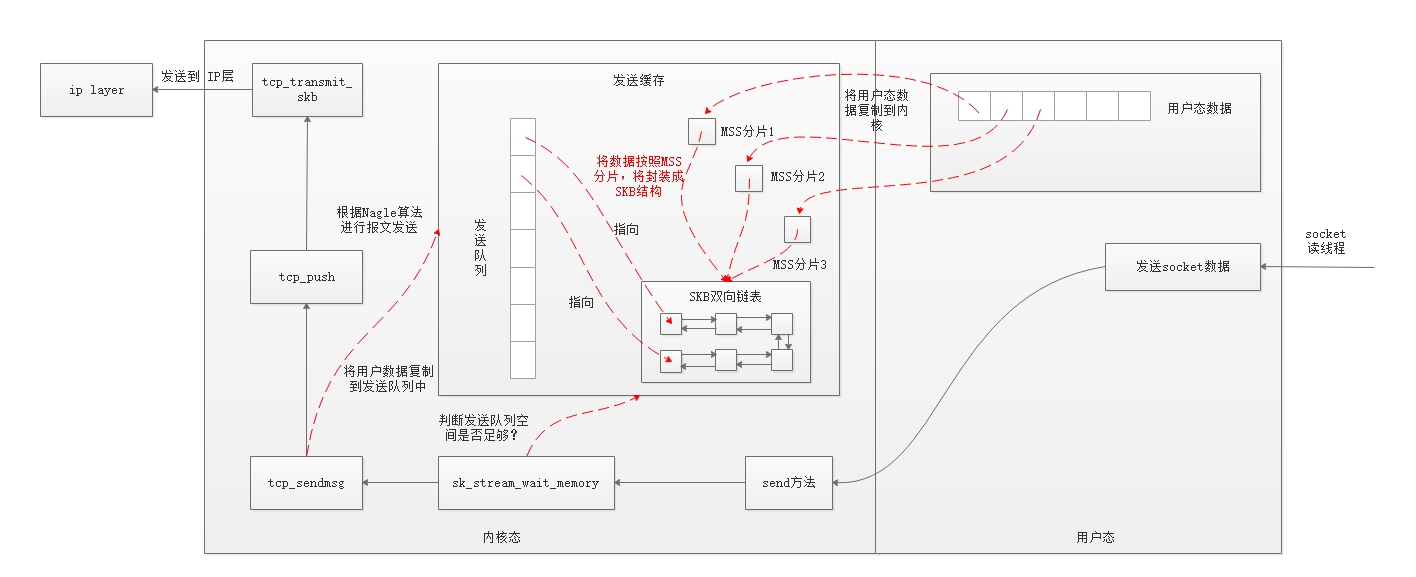 ip layer
发送到 IP层
tcp_transmit_
skb
发送缓存
将用户态数
据复制到内
核
用户态数据
MSS分片1
将数据按照MSS
分片，将封装成
SKB结构
MSS分片2
根据Nagle算法
进行报文发送
发
送
队
列
指向
MSS分片3
socket
读线程
tcp_push
发送socket数据
SKB双向链表
指向
将用户数据复制
到发送队列中
判断发送队列空
间是否足够？
tcp_sendmsg
sk_stream_wait_memory
send方法
内核态
用户态